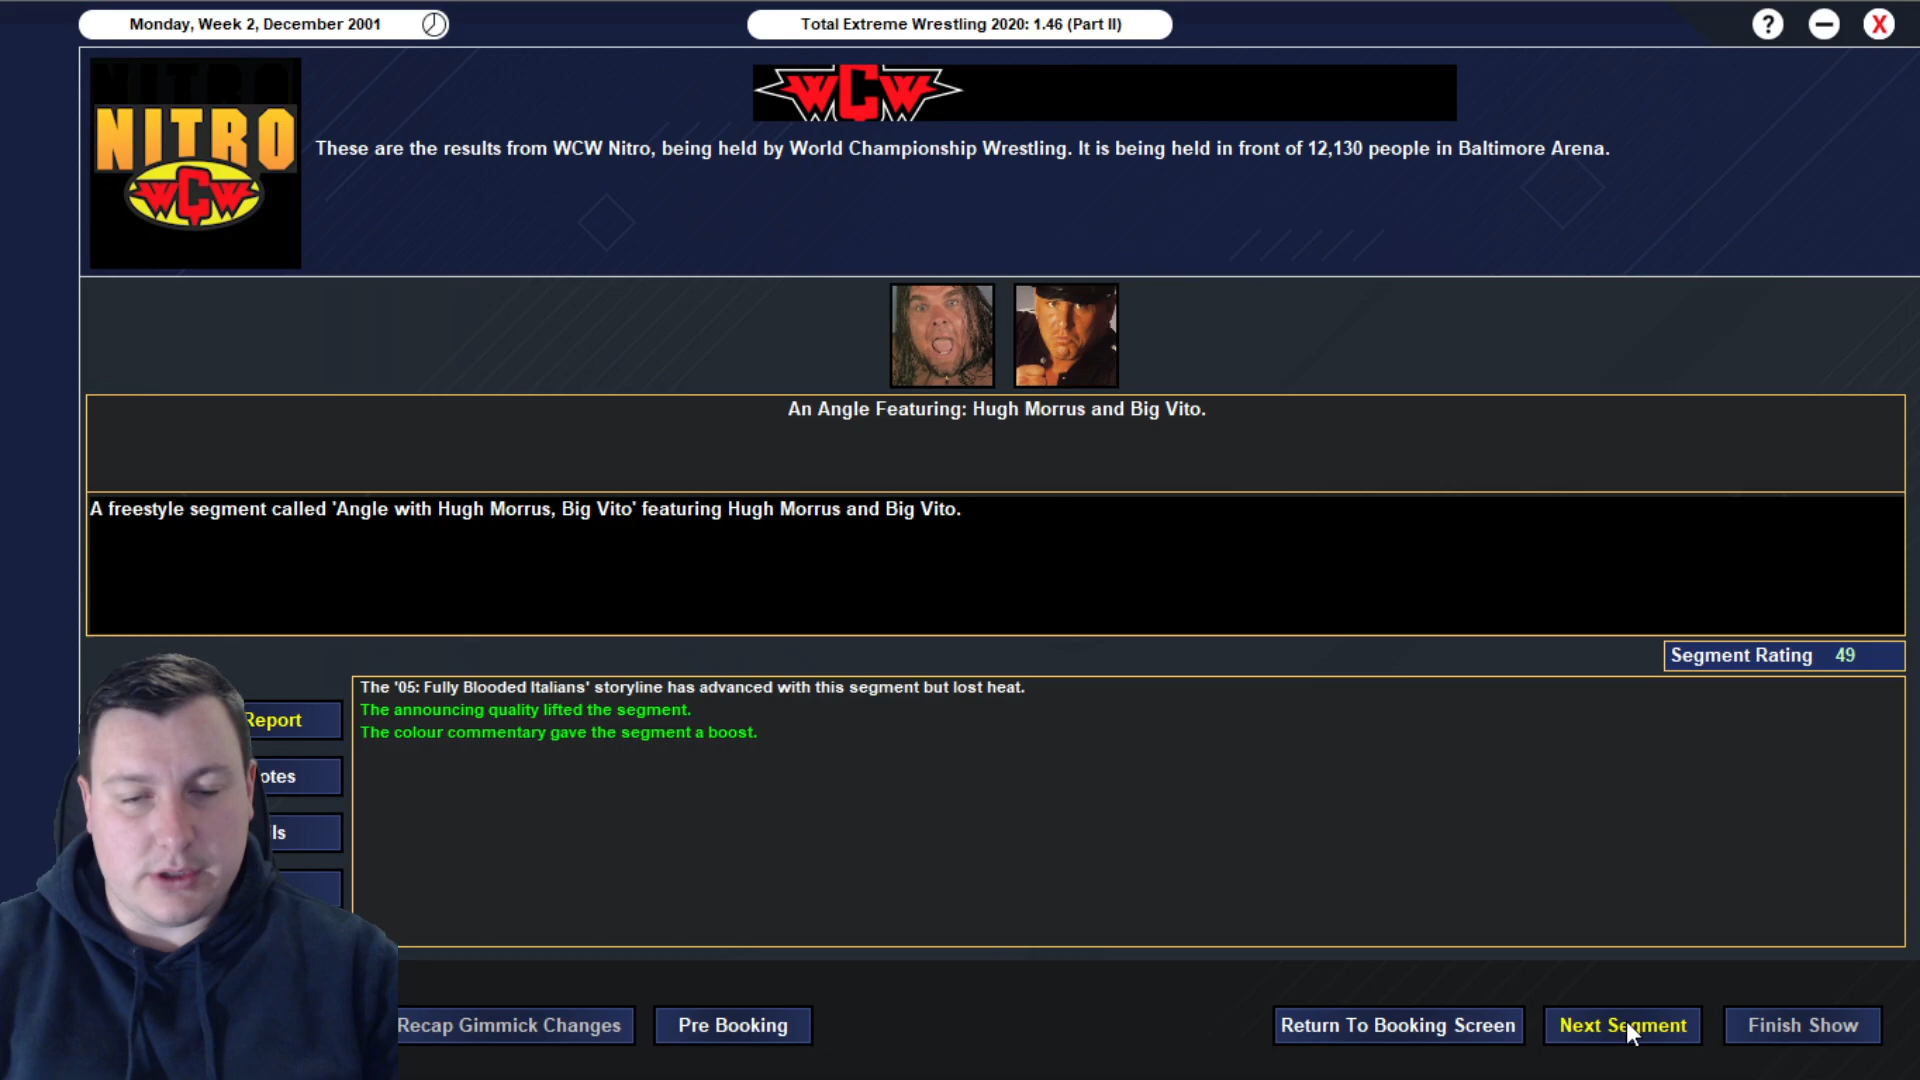 Monday, Week 2, December 2001
Total Extreme Wrestling 2020: 1.46 (Part II)
?
X
NITRO
WCW
WCW
These are the results from WCW Nitro, being held by World Championship Wrestling. It is being held in front of 12,130 people in Baltimore Arena.
An Angle Featuring: Hugh Morrus and Big Vito.
A freestyle segment called 'Angle with Hugh Morrus, Big Vito' featuring Hugh Morrus and Big Vito.
Segment Rating 49
The '05: Fully Blooded Italians' storyline has advanced with this segment but lost heat.
The announcing quality lifted the segment.
The colour commentary gave the segment a boost.
Report
otes
ls
Recap Gimmick Changes
Pre Booking
Return To Booking Screen
Next Segment
Finish Show